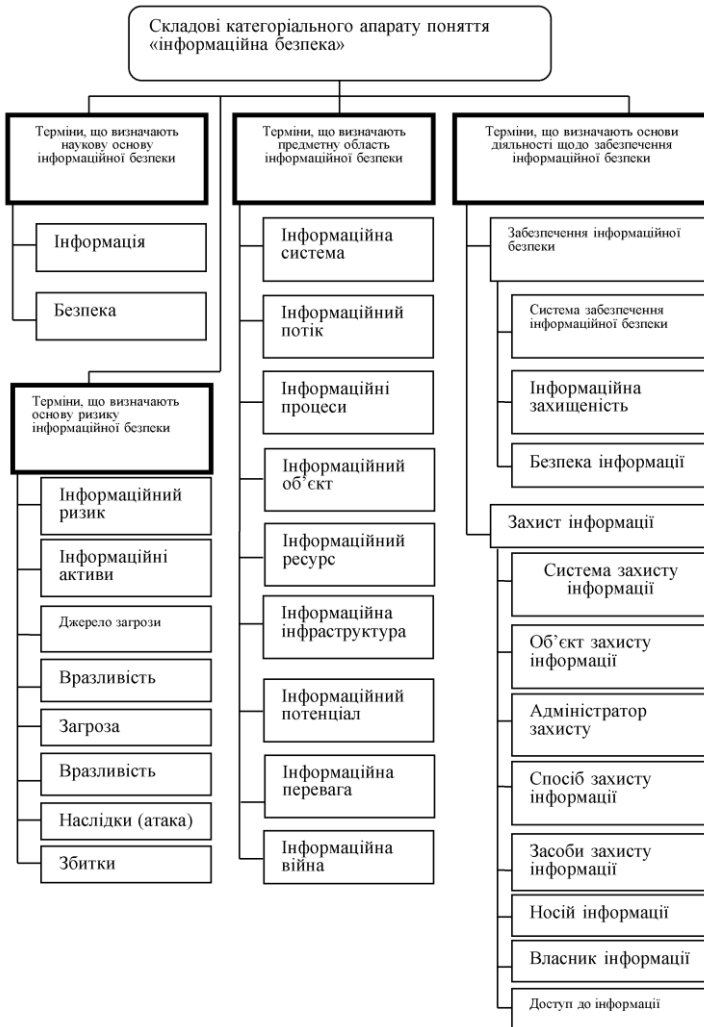 Складові категоріального апарату поняття
«інформаційна безпека»
Терміни, що визначають
наукову основу
інформаційної безпеки
Інформація
Безпека
Терміни, що визначають
основу ризику
інформаційної безпеки
Інформаційний
ризик
Інформаційні
активи
Джерело загрози
Вразливість
Загроза
Вразливість
Наслідки (атака)
Збитки
Терміни, що визначають
предметну область
інформаційної безпеки
Інформаційна
система
Інформаційний
потік
Інформаційні
процеси
Інформаційний
об’єкт
Інформаційний
ресурс
Інформаційна
інфраструктура
Інформаційний
потенціал
Інформаційна
перевага
Інформаційна
війна
Терміни, що визначають основи
діяльності щодо забезпечення
інформаційної безпеки
Забезпечення інформаційної
безпеки
Система забезпечення
інформаційної безпеки
Інформаційна
захищеність
Безпека інформації
Захист інформації
Система захисту
інформації
Об’єкт захисту
інформації
Адміністратор
захисту
Спосіб захисту
інформації
Засоби захисту
інформації
Носій інформації
Власник інформації
Доступ до інформації